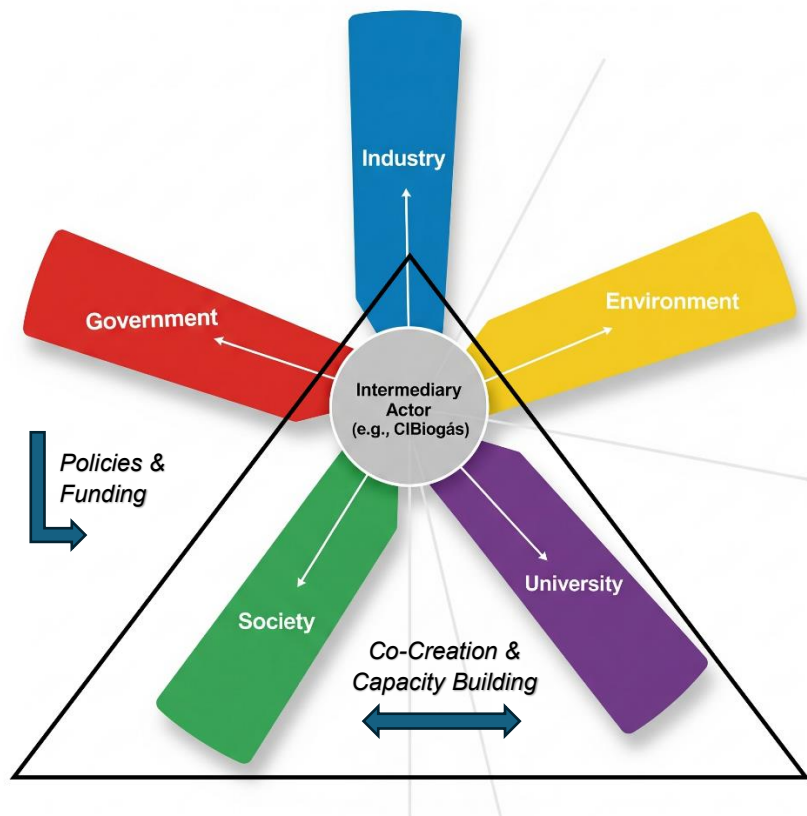 Industry
Environment
Government
Intermediary
Actor
(e.g., CIBiogás)
Policies &
Funding
University
Society
Co-Creation &
Capacity Building